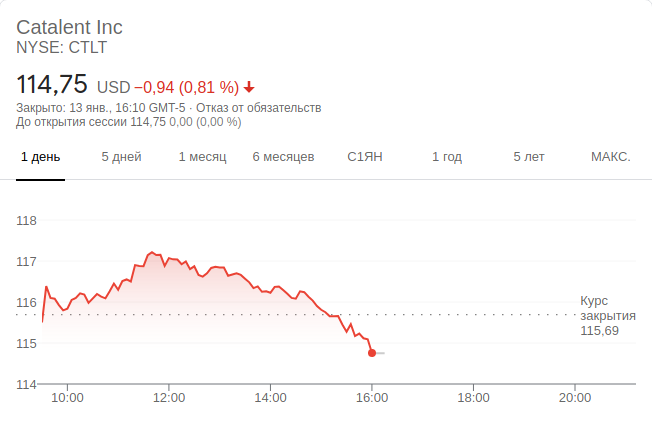 Catalent Inc
NYSE: CTLT
114,75 USD −0,94 (0,81 %)
Закрыто: 13 янв., 16:10 GMT-5 · Отказ от обязательств
До открытия сессии 114,75 0,00 (0,00 %)
1 день 5 дней 1 месяц 6 месяцев С1ЯН 1 год 5 лет МАКС.
118
117
116
115
114
Курс
закрытия
115,69
10:00 12:00 14:00 16:00 18:00 20:00